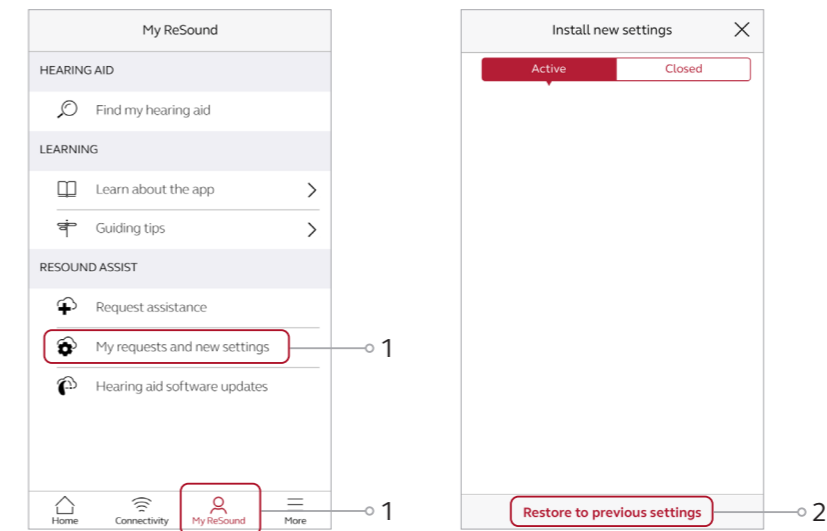 My ReSound
HEARING AID
Find my hearing aid
LEARNING
Learn about the app
Guiding tips
RESOUND ASSIST
Request assistance
My requests and new settings
1
Hearing aid software updates
Home
Connectivity
My ReSound
More
1
Install new settings
Active
Closed
Restore to previous settings
2